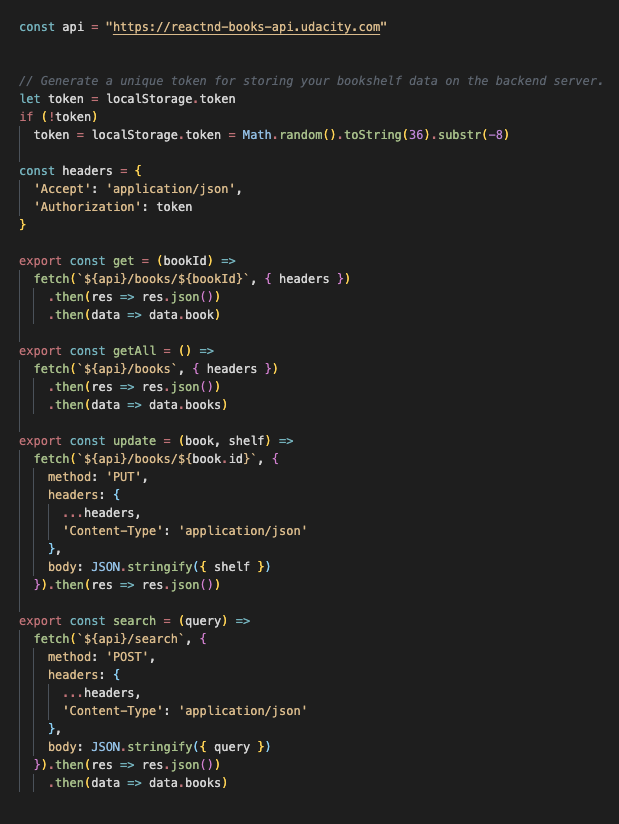 const api = "https://reactnd-books-api.udacity.com"
// Generate a unique token for storing your bookshelf data on the backend server.
let token = localStorage.token
if (!token)
  token = localStorage.token = Math.random().toString(36).substr(-8)
const headers = {
  'Accept': 'application/json',
  'Authorization': token
}
export const get = (bookId) =>
  fetch(`${api}/books/${bookId}`, { headers })
    .then(res => res.json())
    .then(data => data.book)
export const getAll = () =>
  fetch(`${api}/books`, { headers })
    .then(res => res.json())
    .then(data => data.books)
export const update = (book, shelf) =>
  fetch(`${api}/books/${book.id}`, {
    method: 'PUT',
    headers: {
      ...headers,
      'Content-Type': 'application/json'
    },
    body: JSON.stringify({ shelf })
  }).then(res => res.json())
export const search = (query) =>
  fetch(`${api}/search`, {
    method: 'POST',
    headers: {
      ...headers,
      'Content-Type': 'application/json'
    },
    body: JSON.stringify({ query })
  }).then(res => res.json())
    .then(data => data.books)